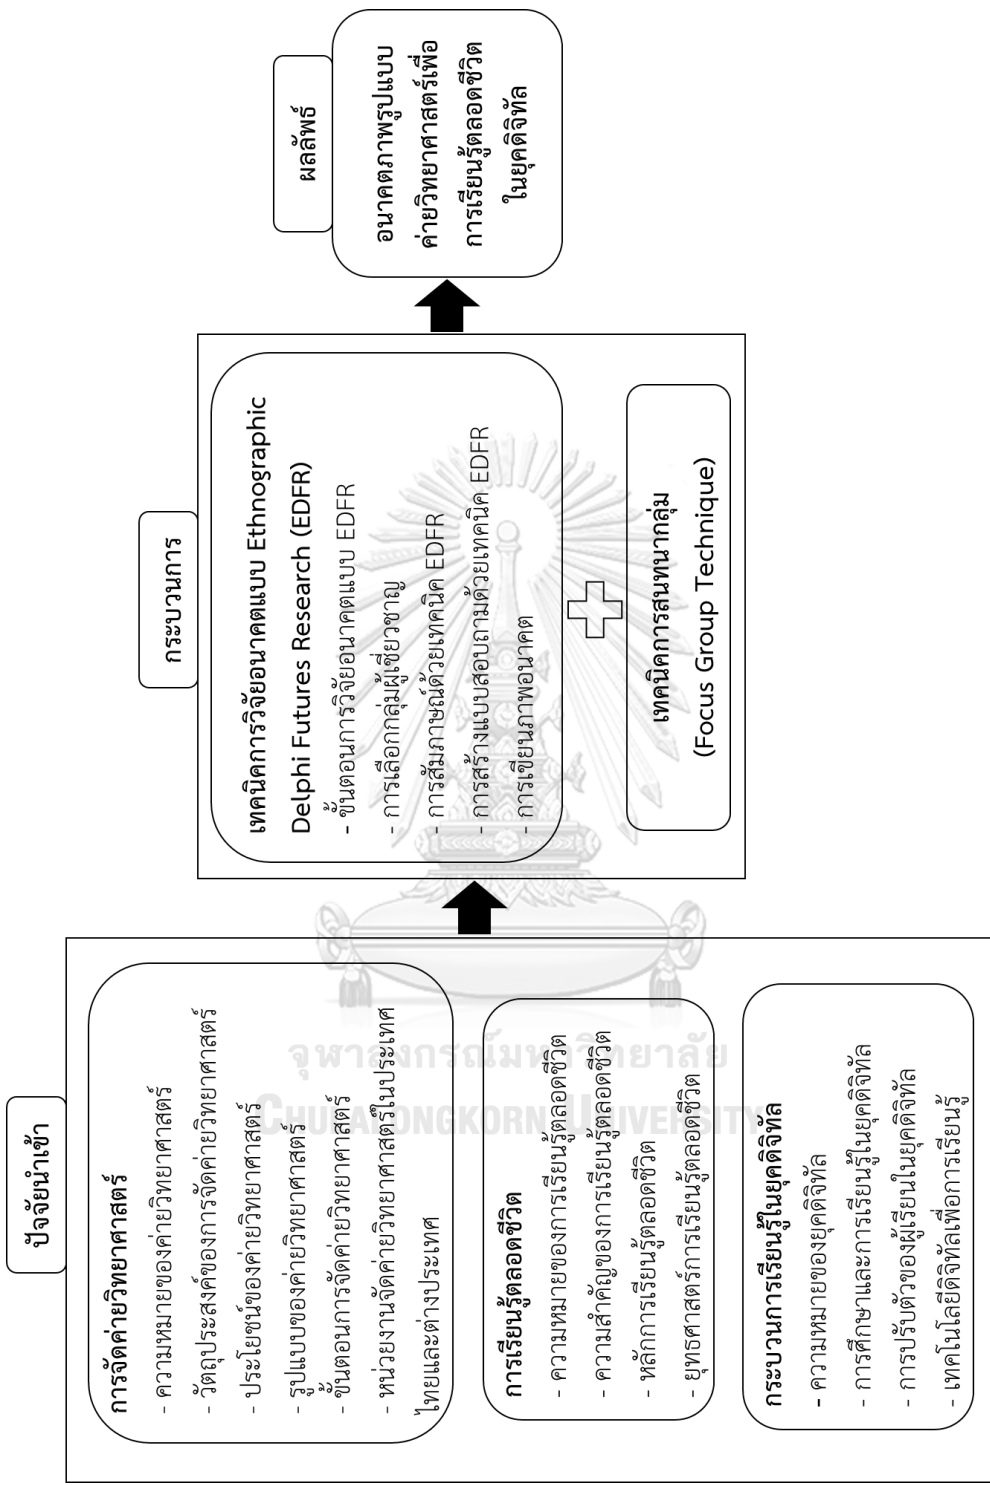 ปัจจัยนำเข้า
การจัดค่ายวิทยาศาสตร์
- ความหมายของค่ายวิทยาศาสตร์
- วัตถุประสงค์ของการจัดค่ายวิทยาศาสตร์
- ประโยชน์ของค่ายวิทยาศาสตร์
- รูปแบบของค่ายวิทยาศาสตร์
- ขั้นตอนการจัดค่ายวิทยาศาสตร์
- หน่วยงานจัดค่ายวิทยาศาสตร์ในประเทศ
ไทยและต่างประเทศ
การเรียนรู้ตลอดชีวิต
- ความหมายของการเรียนรู้ตลอดชีวิต
- ความสำคัญของการเรียนรู้ตลอดชีวิต
- หลักการเรียนรู้ตลอดชีวิต
- ยุทธศาสตร์การเรียนรู้ตลอดชีวิต
กระบวนการเรียนรู้ในยุคดิจิทัล
- ความหมายของยุคดิจิทัล
- การศึกษาและการเรียนรู้ในยุคดิจิทัล
- การปรับตัวของผู้เรียนในยุคดิจิทัล
- เทคโนโลยีดิจิทัลเพื่อการเรียนรู้
กระบวนการ
เทคนิคการวิจัยอนาคตแบบ Ethnographic
Delphi Futures Research (EDFR)
- ขั้นตอนการวิจัยอนาคตแบบ EDFR
- การเลือกกลุ่มผู้เชี่ยวชาญ
- การสัมภาษณ์ด้วยเทคนิค EDFR
- การสร้างแบบสอบถามด้วยเทคนิค EDFR
- การเขียนภาพอนาคต
เทคนิคการสนทนากลุ่ม
(Focus Group Technique)
ผลลัพธ์
อนาคตภาพรูปแบบ
ค่ายวิทยาศาสตร์เพื่อ
การเรียนรู้ตลอดชีวิต
ในยุคดิจิทัล
จุฬาลงกรณ์มหาวิทยาลัย
CHULALONGKORN UNIVERSITY